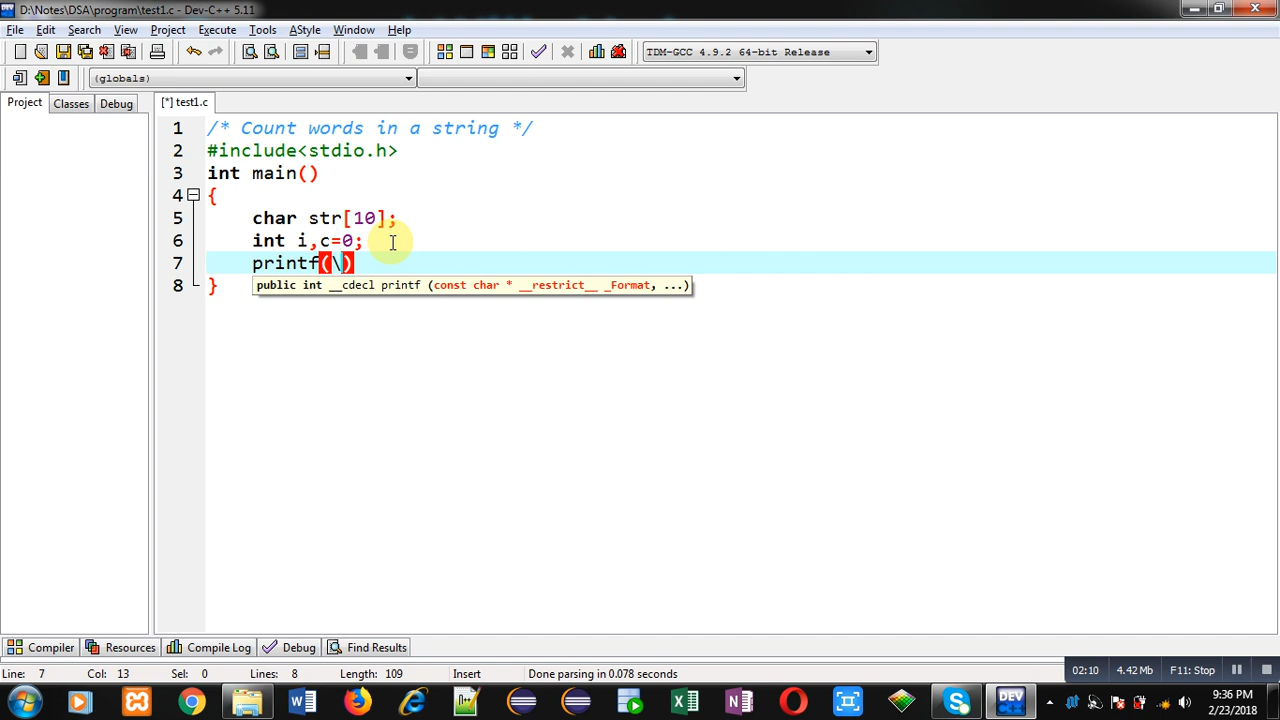 D:\Notes\DSA\program\test1.c - Dev-C++ 5.11
File Edit Search View Project Execute Tools AStyle Window Help
TDM-GCC 4.9.2 64-bit Release
(globals)
Project Classes Debug [*] test1.c
1 /* Count words in a string */
2 #include<stdio.h>
3 int main()
4 {
5 char str[10];
6 int i,c=0;
7 printf(\)
8 }
public int __cdecl printf (const char * __restrict__ _Format, ...)
Compiler Resources Compile Log Debug Find Results
Line: 7 Col: 13 Sel: 0 Lines: 8 Length: 109 Insert Done parsing in 0.078 seconds
02:10 4.42 Mb F11: Stop
DEV
9:36 PM
2/23/2018